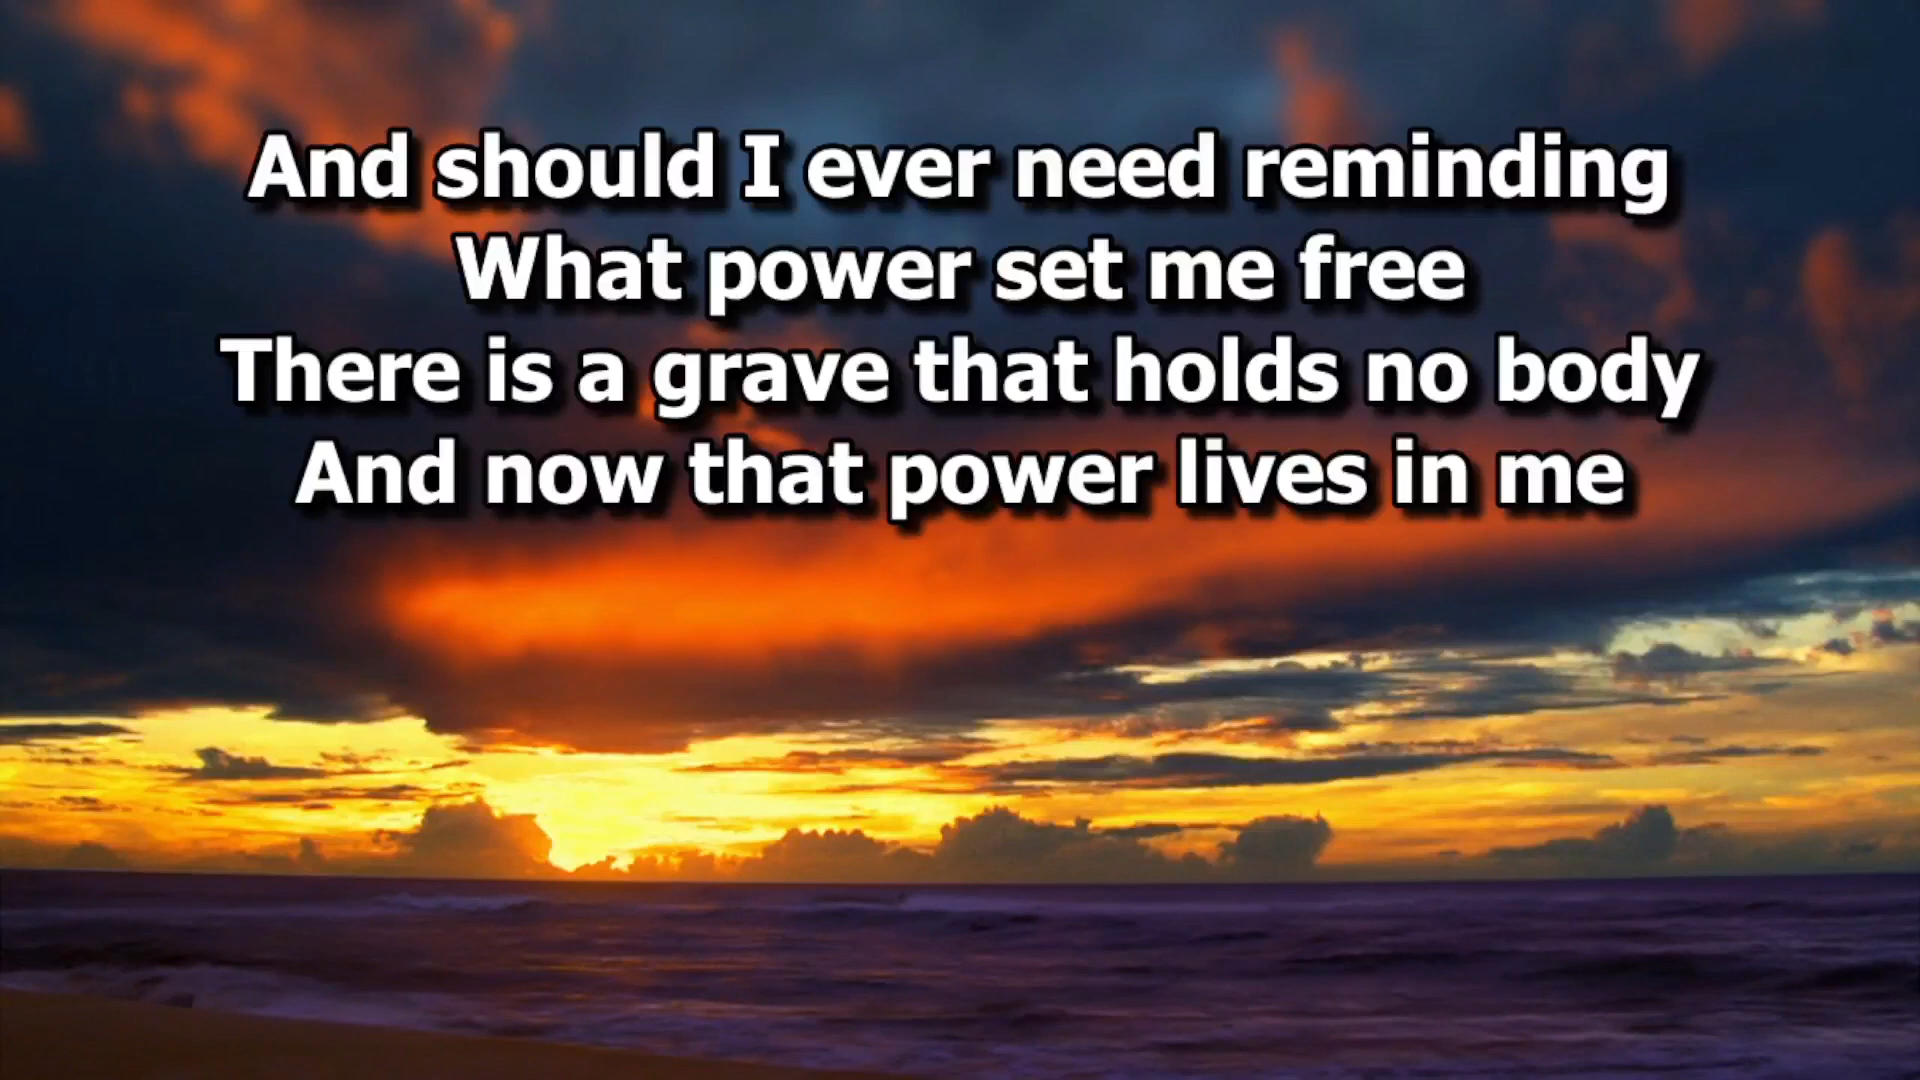 And should I ever need reminding
What power set me free
There is a grave that holds no body
And now that power lives in me